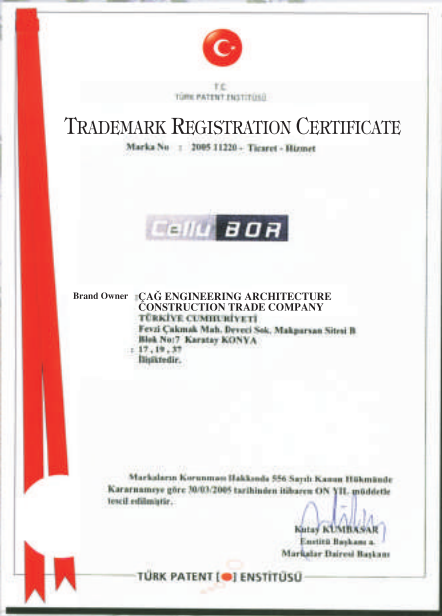 T.C.
TÜRK PATENT ENSTİTÜSÜ
TRADEMARK REGISTRATION CERTIFICATE
Marka No : 2005 11220 - Ticaret - Hizmet
Cellu BOR
Brand Owner : ÇAĞ ENGINEERING ARCHITECTURE
CONSTRUCTION TRADE COMPANY
TÜRKİYE CUMHURİYETİ
Fevzi Çakmak Mah. Deveci Sok. Makparsan Sitesi B
Blok No:7 Karatay KONYA
: 17 , 19 , 37
İlişiktedir.
Markaların Korunması Hakkında 556 Sayılı Kanun Hükmünde
Kararnameye göre 30/03/2005 tarihinden itibaren ON YIL müddetle
tescil edilmiştir.
Kutay KUMBASAR
Enstitü Başkanı a.
Markalar Dairesi Başkanı
TÜRK PATENT [ ] ENSTİTÜSÜ